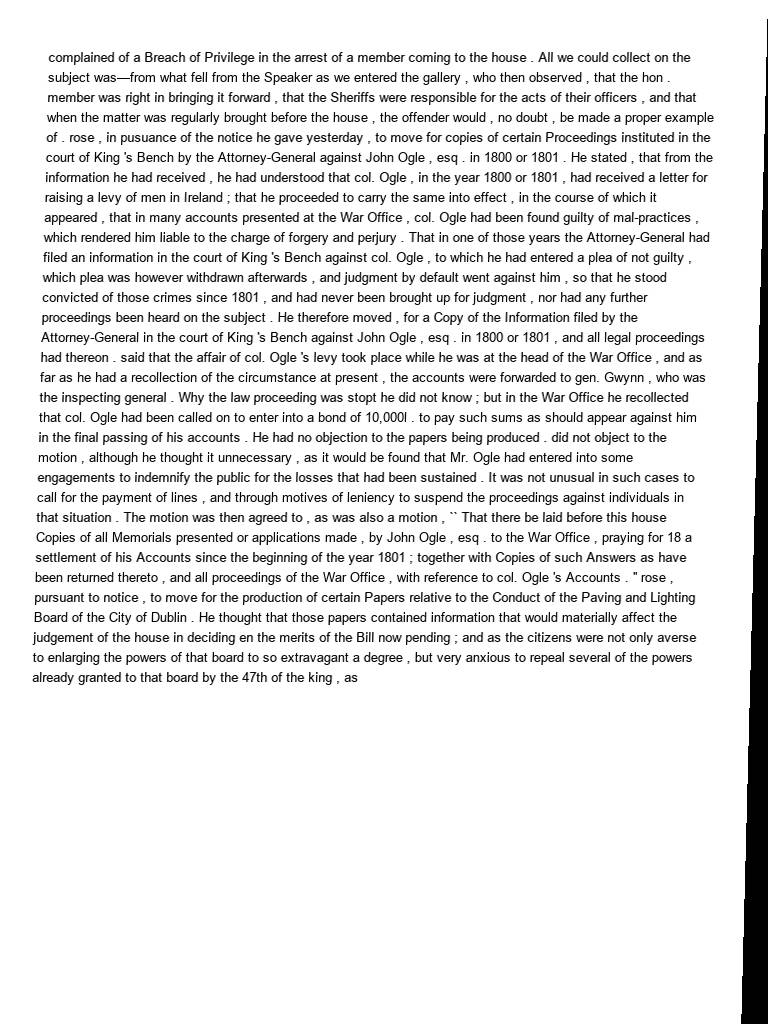 complained of a Breach of Privilege in the arrest of a member coming to the house . All we could collect on the
subject was—from what fell from the Speaker as we entered the gallery , who then observed , that the hon .
member was right in bringing it forward , that the Sheriffs were responsible for the acts of their officers , and that
when the matter was regularly brought before the house , the offender would , no doubt , be made a proper example
of . rose , in pusuance of the notice he gave yesterday , to move for copies of certain Proceedings instituted in the
court of King 's Bench by the Attorney-General against John Ogle , esq . in 1800 or 1801 . He stated , that from the
information he had received , he had understood that col. Ogle , in the year 1800 or 1801 , had received a letter for
raising a levy of men in Ireland ; that he proceeded to carry the same into effect , in the course of which it
appeared , that in many accounts presented at the War Office , col. Ogle had been found guilty of mal-practices ,
which rendered him liable to the charge of forgery and perjury . That in one of those years the Attorney-General had
filed an information in the court of King 's Bench against col. Ogle , to which he had entered a plea of not guilty ,
which plea was however withdrawn afterwards , and judgment by default went against him , so that he stood
convicted of those crimes since 1801 , and had never been brought up for judgment , nor had any further
proceedings been heard on the subject . He therefore moved , for a Copy of the Information filed by the
Attorney-General in the court of King 's Bench against John Ogle , esq . in 1800 or 1801 , and all legal proceedings
had thereon . said that the affair of col. Ogle 's levy took place while he was at the head of the War Office , and as
far as he had a recollection of the circumstance at present , the accounts were forwarded to gen. Gwynn , who was
the inspecting general . Why the law proceeding was stopt he did not know ; but in the War Office he recollected
that col. Ogle had been called on to enter into a bond of 10,000l . to pay such sums as should appear against him
in the final passing of his accounts . He had no objection to the papers being produced . did not object to the
motion , although he thought it unnecessary , as it would be found that Mr. Ogle had entered into some
engagements to indemnify the public for the losses that had been sustained . It was not unusual in such cases to
call for the payment of lines , and through motives of leniency to suspend the proceedings against individuals in
that situation . The motion was then agreed to , as was also a motion , `` That there be laid before this house
Copies of all Memorials presented or applications made , by John Ogle , esq . to the War Office , praying for 18 a
settlement of his Accounts since the beginning of the year 1801 ; together with Copies of such Answers as have
been returned thereto , and all proceedings of the War Office , with reference to col. Ogle 's Accounts . " rose ,
pursuant to notice , to move for the production of certain Papers relative to the Conduct of the Paving and Lighting
Board of the City of Dublin . He thought that those papers contained information that would materially affect the
judgement of the house in deciding en the merits of the Bill now pending ; and as the citizens were not only averse
to enlarging the powers of that board to so extravagant a degree , but very anxious to repeal several of the powers
already granted to that board by the 47th of the king , as